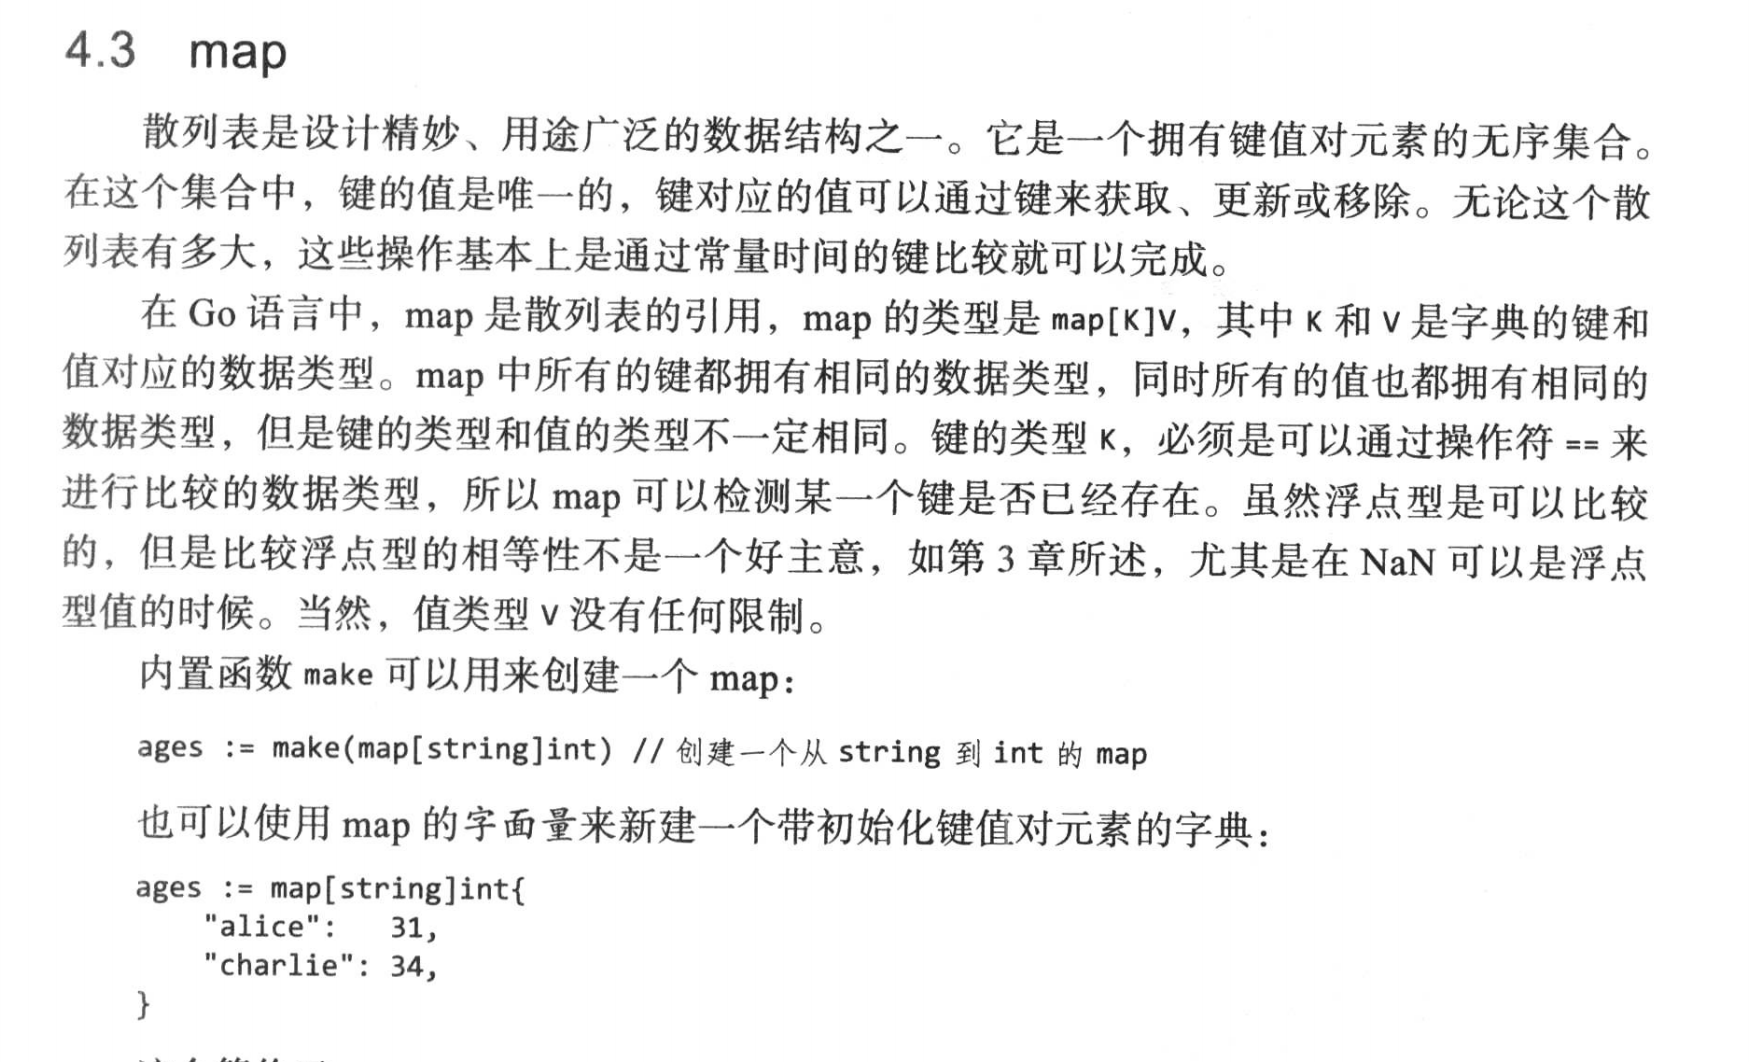 4.3 map
散列表是设计精妙、用途广泛的数据结构之一。它是一个拥有键值对元素的无序集合。
在这个集合中，键的值是唯一的，键对应的值可以通过键来获取、更新或移除。无论这个散
列表有多大，这些操作基本上是通过常量时间的键比较就可以完成。
在 Go 语言中，map 是散列表的引用，map 的类型是 map[K]V，其中 K 和 V 是字典的键和
值对应的数据类型。map 中所有的键都拥有相同的数据类型，同时所有的值也都拥有相同的
数据类型，但是键的类型和值的类型不一定相同。键的类型 K，必须是可以通过操作符 == 来
进行比较的数据类型，所以 map 可以检测某一个键是否已经存在。虽然浮点型是可以比较
的，但是比较浮点型的相等性不是一个好主意，如第 3 章所述，尤其是在 NaN 可以是浮点
型值的时候。当然，值类型 V 没有任何限制。
内置函数 make 可以用来创建一个 map：
ages := make(map[string]int) // 创建一个从 string 到 int 的 map
也可以使用 map 的字面量来新建一个带初始化键值对元素的字典：
ages := map[string]int{
    "alice":   31,
    "charlie": 34,
}